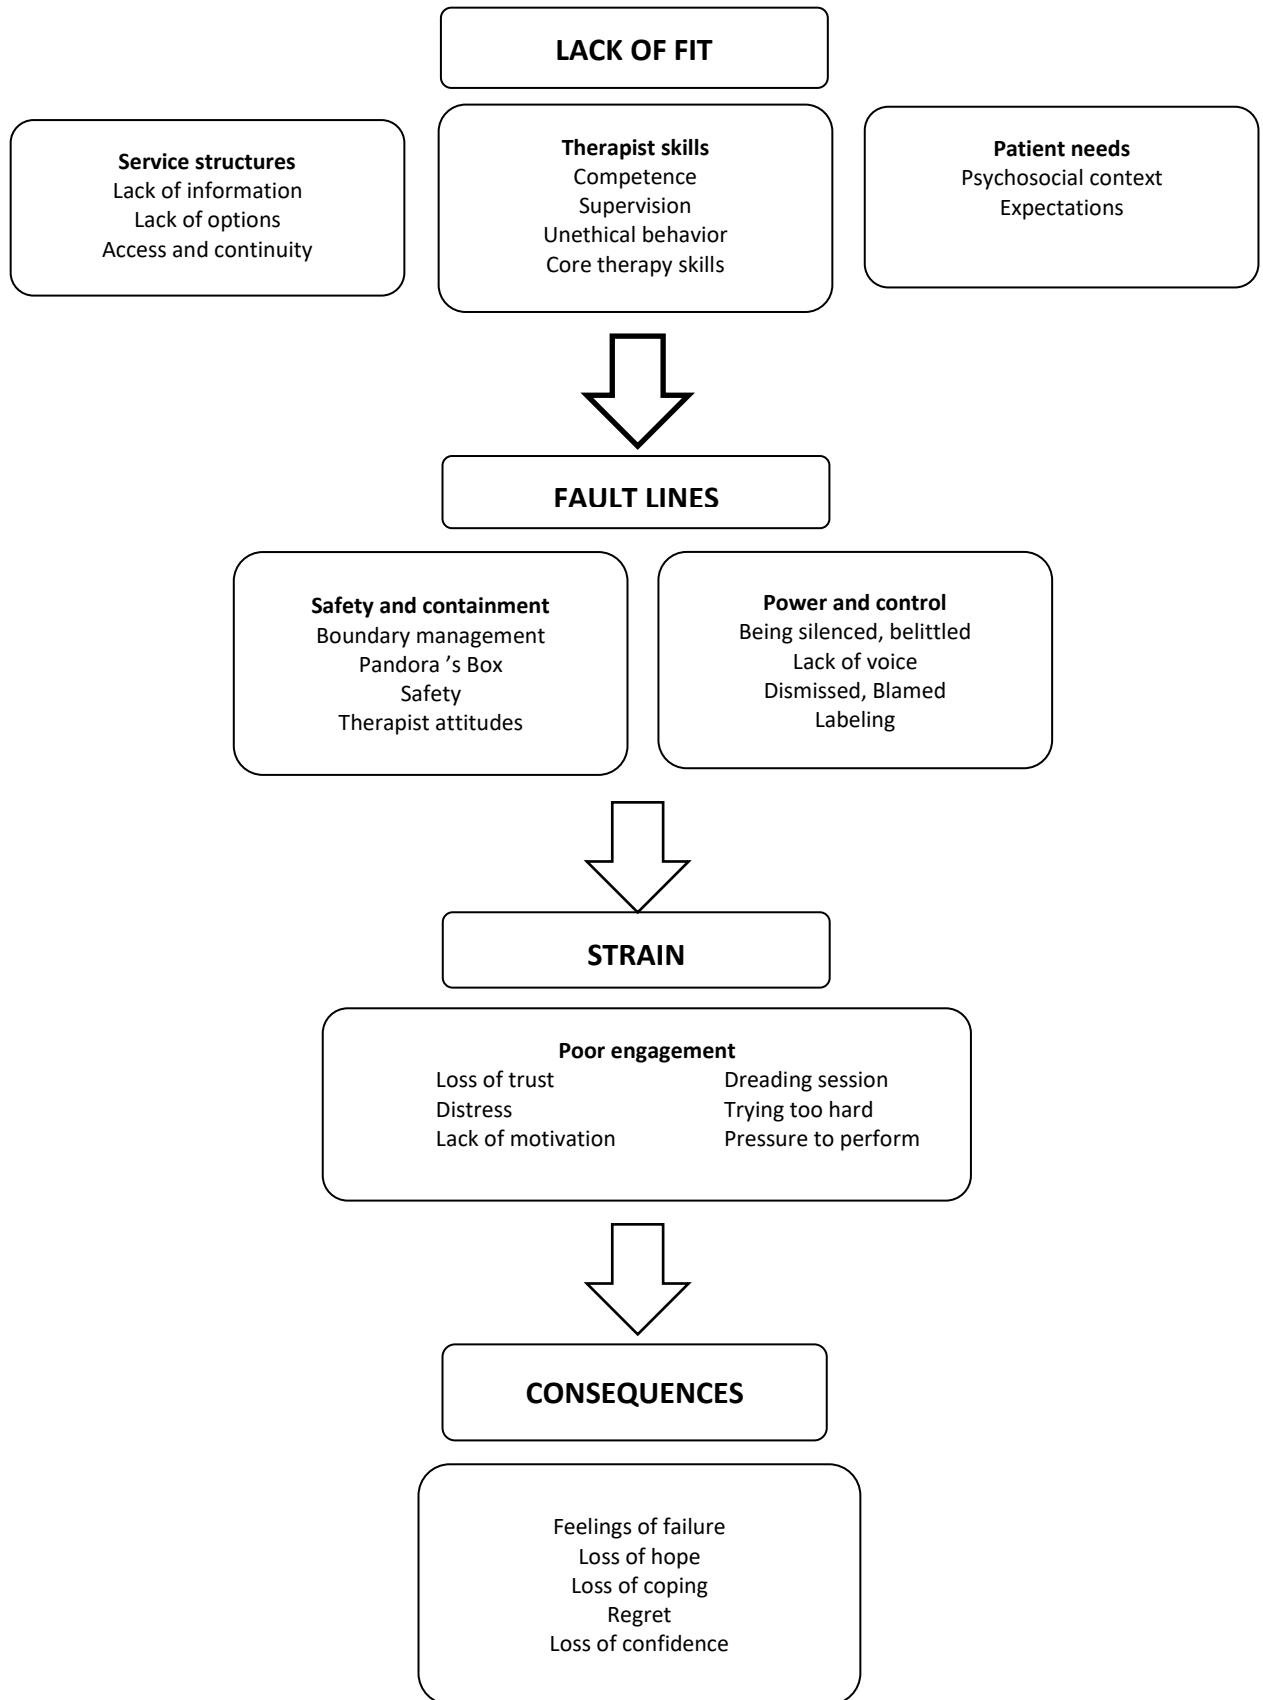 LACK OF FIT
Service structures
Lack of information
Lack of options
Access and continuity
Therapist skills
Competence
Supervision
Unethical behavior
Core therapy skills
Patient needs
Psychosocial context
Expectations
FAULT LINES
Safety and containment
Boundary management
Pandora 's Box
Safety
Therapist attitudes
Power and control
Being silenced, belittled
Lack of voice
Dismissed, Blamed
Labeling
STRAIN
Poor engagement
Loss of trust
Distress
Lack of motivation
Dreading session
Trying too hard
Pressure to perform
CONSEQUENCES
Feelings of failure
Loss of hope
Loss of coping
Regret
Loss of confidence